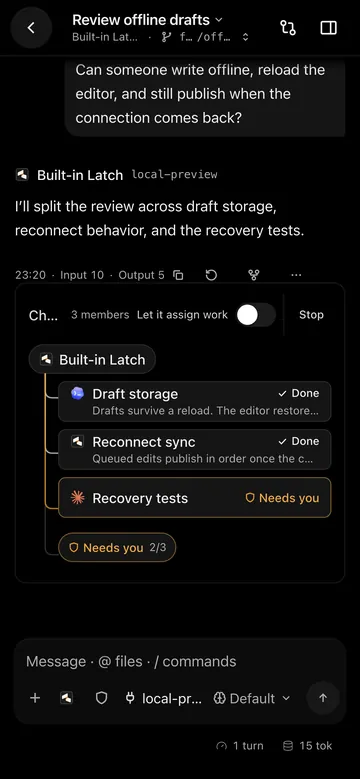 Review offline drafts
Built-in Lat... · f... /off...
Can someone write offline, reload the
editor, and still publish when the
connection comes back?
Built-in Latch local-preview
I'll split the review across draft storage,
reconnect behavior, and the recovery tests.
23:20 · Input 10 · Output 5
Ch... 3 members Let it assign work Stop
Built-in Latch
Draft storage Done
Drafts survive a reload. The editor restore...
Reconnect sync Done
Queued edits publish in order once the c...
Recovery tests Needs you
Needs you 2/3
Message · @ files · / commands
local-pr... Default
1 turn 15 tok